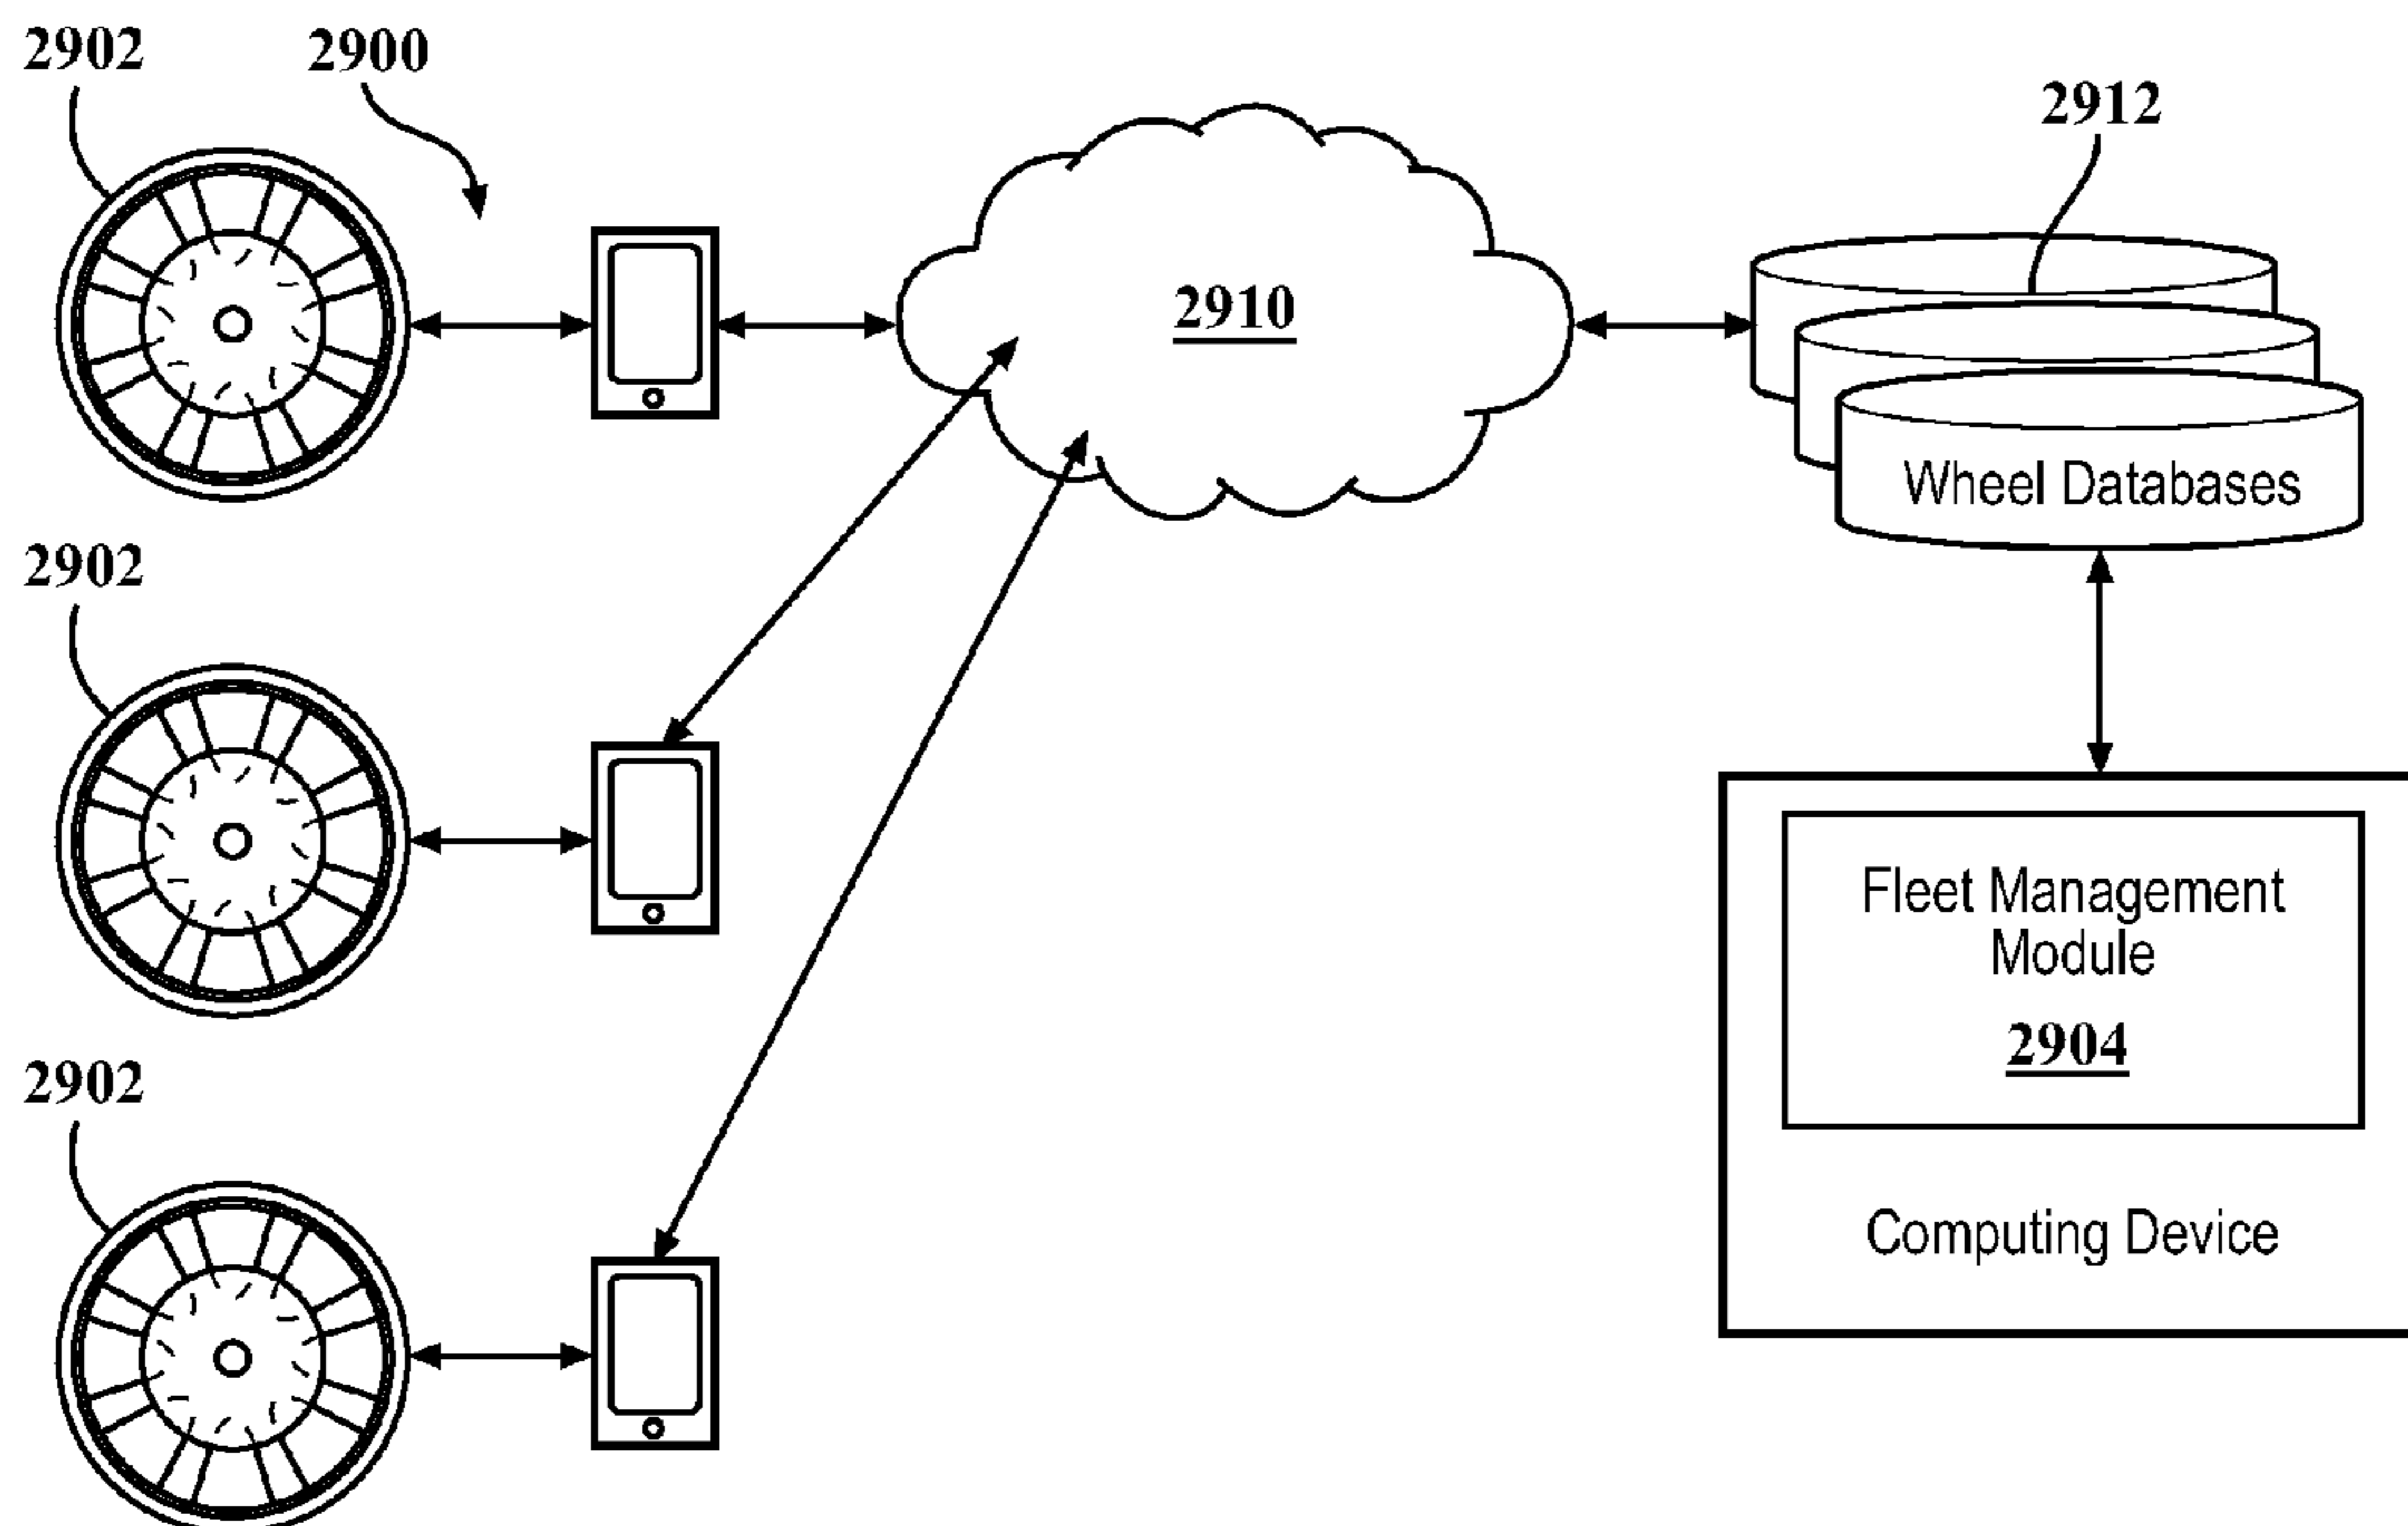 2902
2900
2912
2910
Wheel Databases
2902
Fleet Management
Module
2904
2902
Computing Device